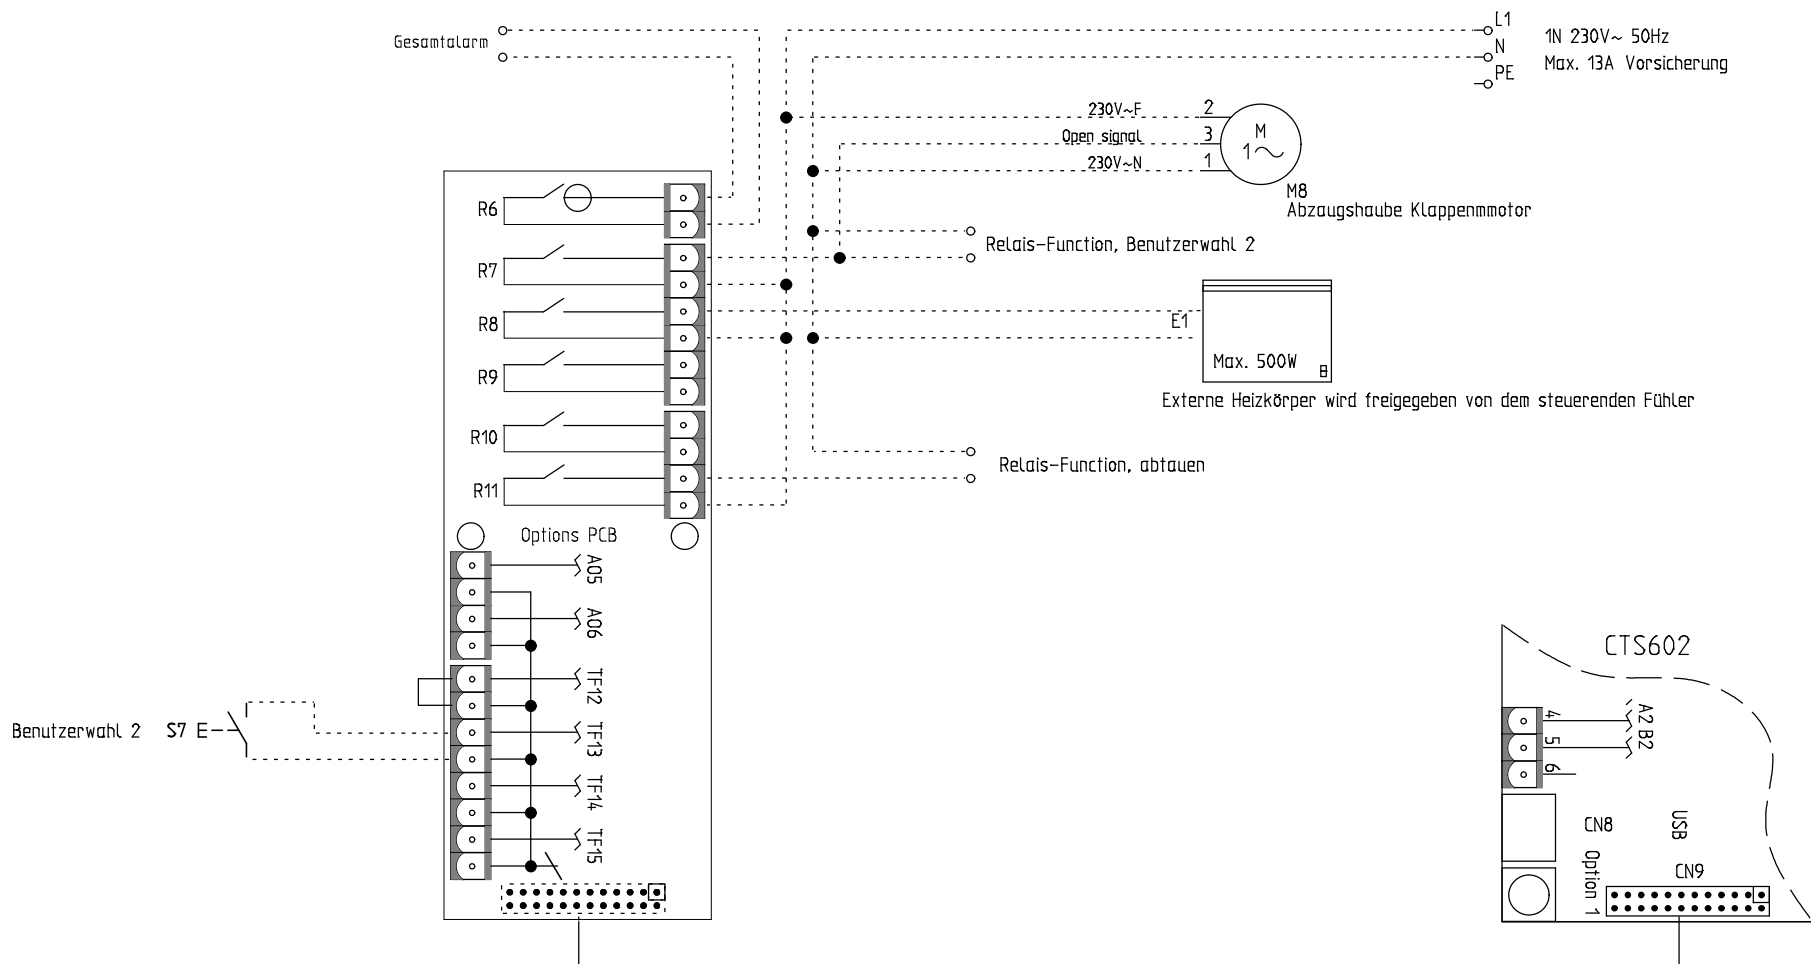 Gesamtalarm
L1
N
PE
1N 230V~ 50Hz
Max. 13A Vorsicherung
230V~F
2
Open signal
3
230V~N
1
M
1~
M8
Abzaugshaube Klappenmmotor
R6
R7
R8
R9
R10
R11
Relais-Function, Benutzerwahl 2
E1
Max. 500W
Externe Heizkörper wird freigegeben von dem steuerenden Fühler
Relais-Function, abtauen
Options PCB
AO5
AO6
TF12
TF13
TF14
TF15
Benutzerwahl 2
S7 E
CTS602
4
5
6
A2
B2
CN8
USB
Option 1
CN9